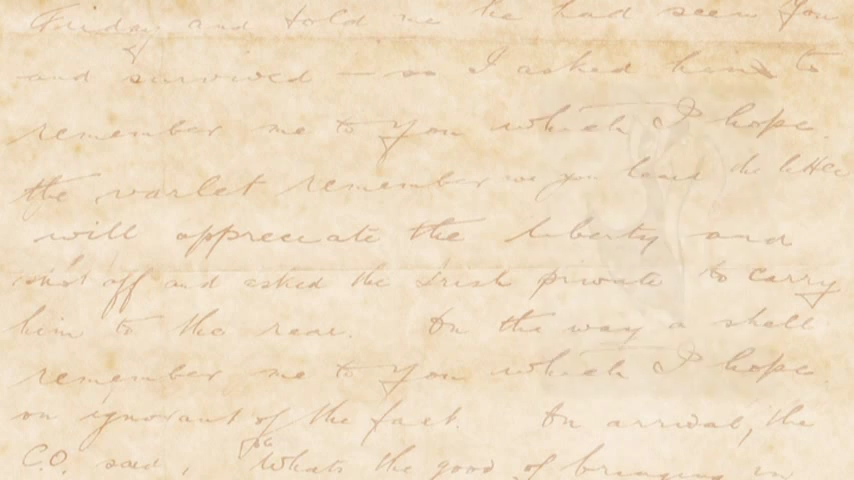 Friday and told me he had seen you
and survived — so I asked him to
remember me to you which I hope.
the varlet remember you the letter
will appreciate the liberty and
shot off and asked the Irish private to carry
him to the rear. On the way a shell
remember me to you which I hope.
on ignorant of the fact. On arrival, the
C.O. said, "Whats the good of bringing in